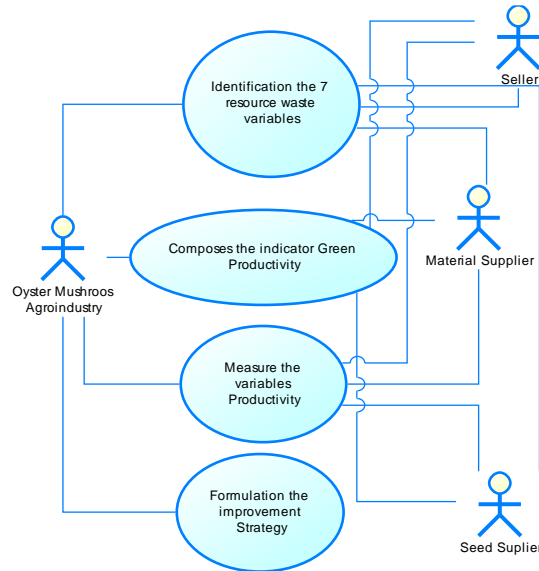 Seller
Identification the 7
resource waste
variables
Composes the indicator Green
Productivity
Material Supplier
Oyster Mushroos
Agroindustry
Measure the
variables
Productivity
Formulation the
improvement
Strategy
Seed Suplier